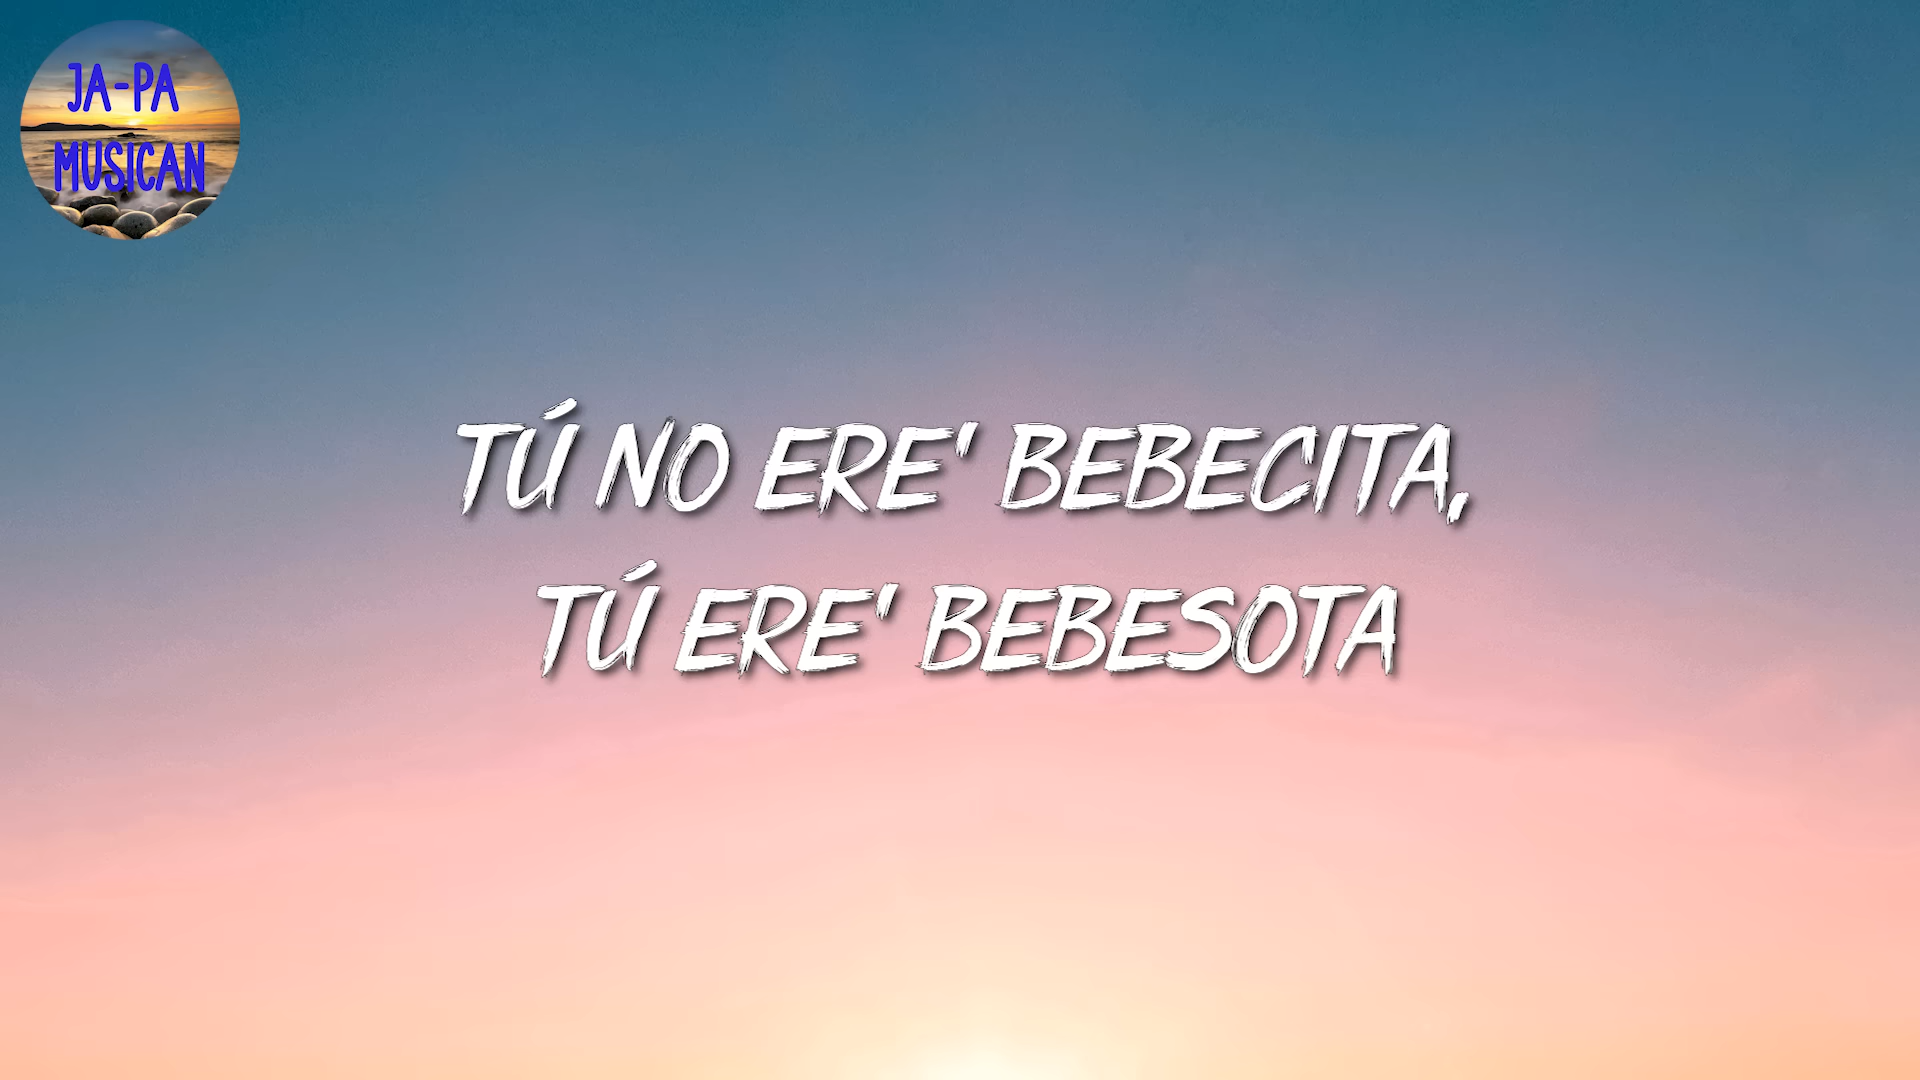 JA-PA
MUSICAN
TÚ NO ERE' BEBECITA,
TÚ ERE' BEBESOTA